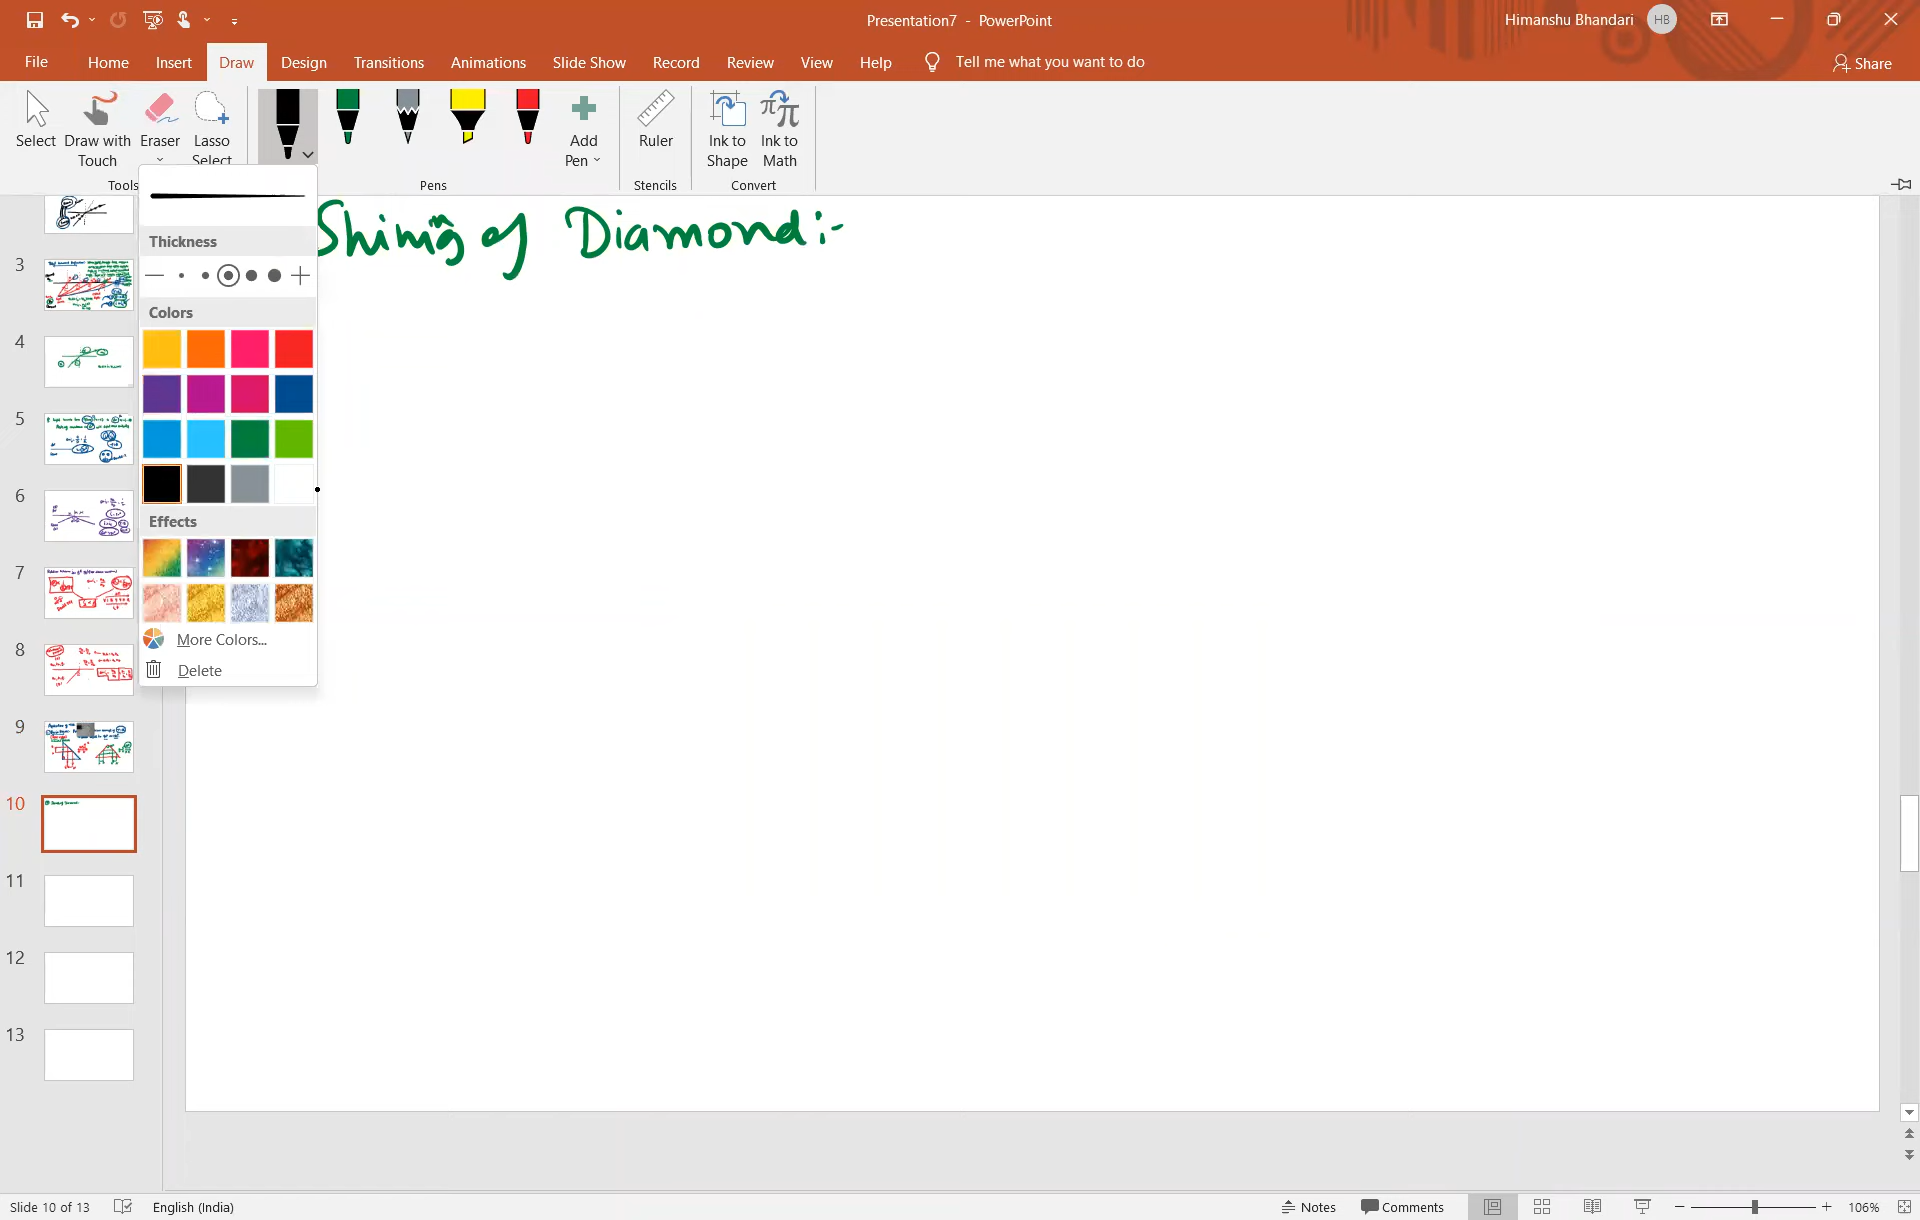 Presentation7 - PowerPoint
Himanshu Bhandari
HB
File Home Insert Draw Design Transitions Animations Slide Show Record Review View Help Tell me what you want to do
Share
Select
Draw with Touch
Eraser
Lasso Select
Add Pen
Ruler
Ink to Shape
Ink to Math
Tools
Pens
Stencils
Convert
Shining of Diamond:-
Thickness
Colors
Effects
More Colors...
Delete
3
4
5
6
7
8
9
10
11
12
13
Slide 10 of 13
English (India)
Notes
Comments
106%